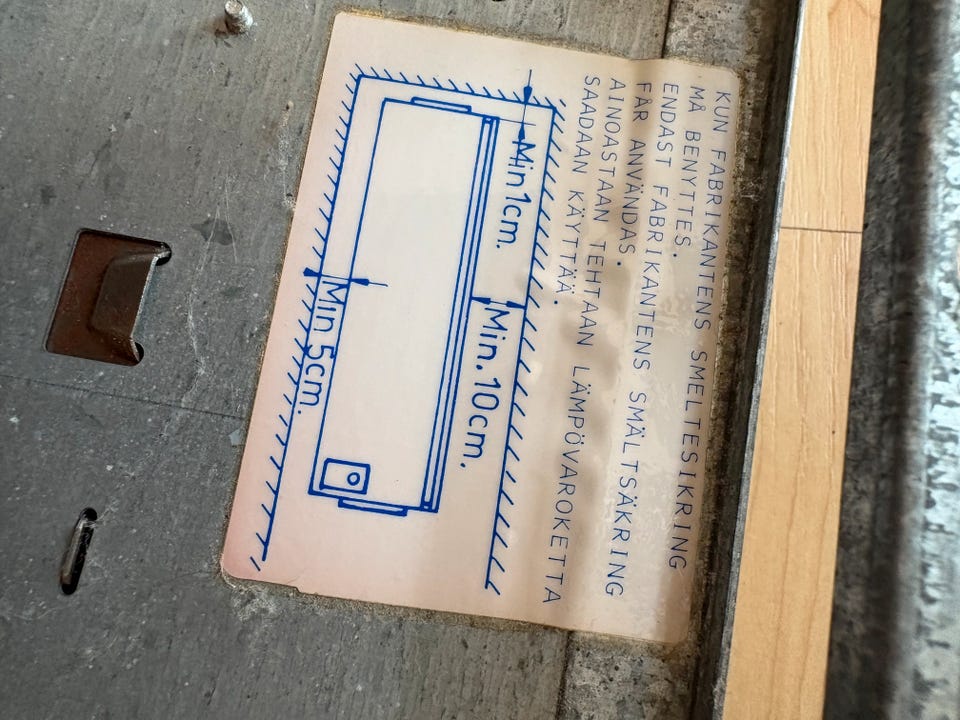 KUN FABRIKANTENS SMELTESIKRING
MÅ BENYTTES.
ENDAST FABRIKANTENS SMÄLTSÄKRING
FÅR ANVÄNDAS.
AINOASTAAN TEHTAAN LÄMPÖVAROKETTA
SAADAAN KÄYTTÄÄ.
Min 1cm.
Min. 10cm.
Min. 5cm.